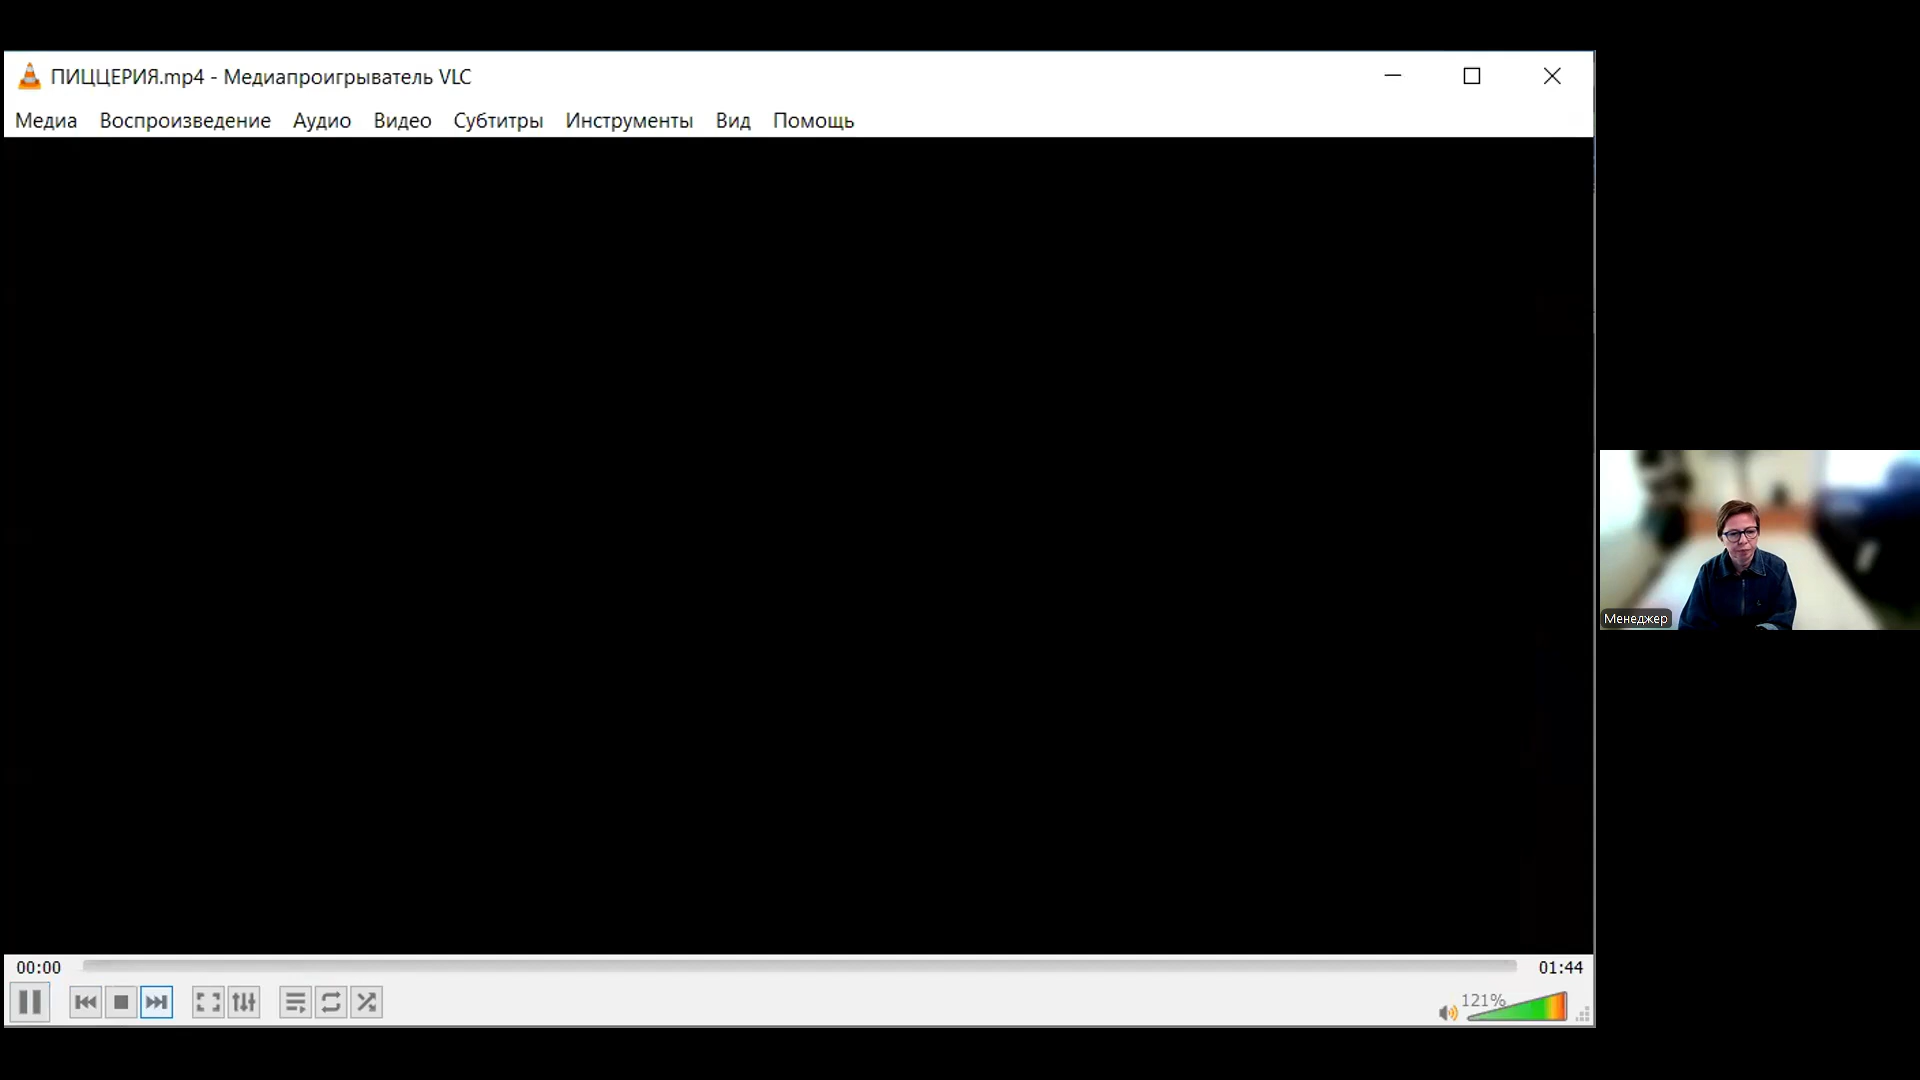 ПИЦЦЕРИЯ.mp4 - Медиапроигрыватель VLC
Медиа Воспроизведение Аудио Видео Субтитры Инструменты Вид Помощь
Менеджер
00:00 01:44
121%